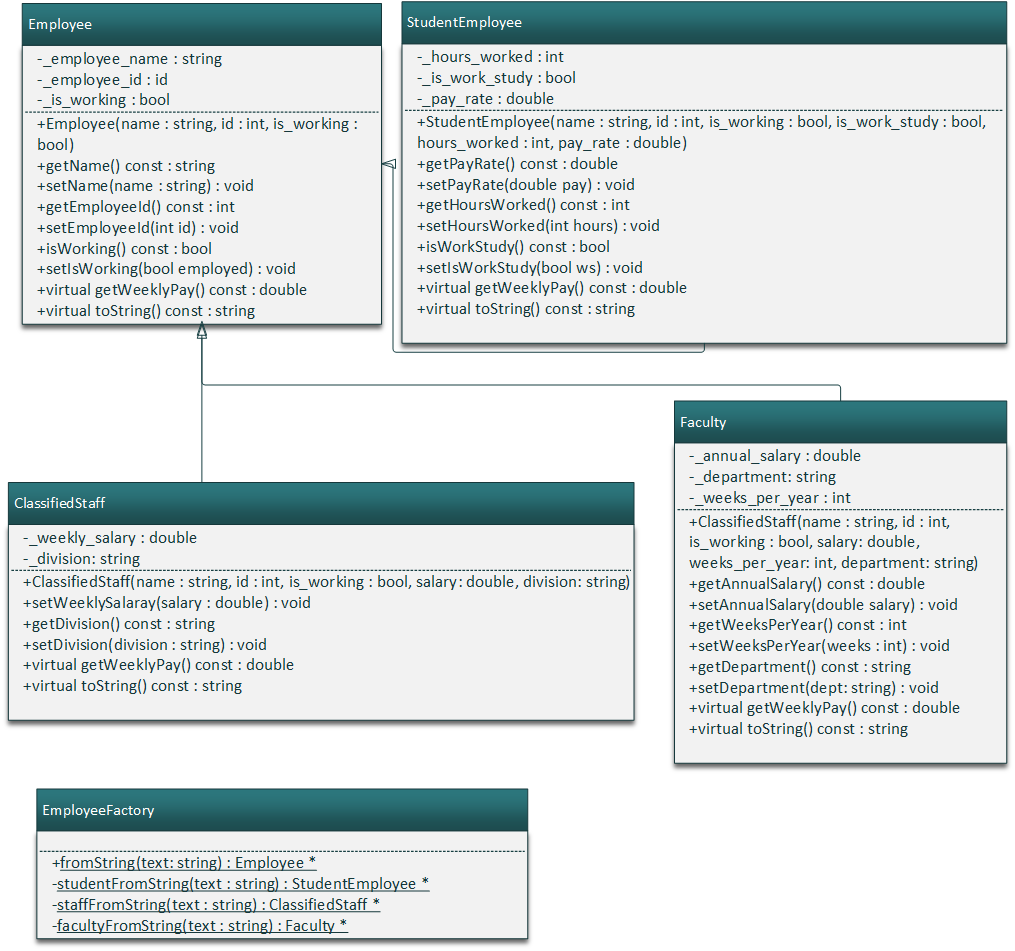 Employee
-_employee_name : string
-_employee_id : id
-_is_working : bool
+Employee(name : string, id : int, is_working :
bool)
+getName() const : string
+setName(name : string) : void
+getEmployeeId() const : int
+setEmployeeId(int id) : void
+isWorking() const : bool
+setIsWorking(bool employed) : void
+virtual getWeeklyPay() const : double
+virtual toString() const : string
StudentEmployee
-_hours_worked : int
-_is_work_study : bool
-_pay_rate : double
+StudentEmployee(name : string, id : int, is_working : bool, is_work_study : bool,
hours_worked : int, pay_rate : double)
+getPayRate() const : double
+setPayRate(double pay) : void
+getHoursWorked() const : int
+setHoursWorked(int hours) : void
+isWorkStudy() const : bool
+setIsWorkStudy(bool ws) : void
+virtual getWeeklyPay() const : double
+virtual toString() const : string
Faculty
-_annual_salary : double
-_department: string
-_weeks_per_year : int
+ClassifiedStaff(name : string, id : int,
is_working : bool, salary: double,
weeks_per_year: int, department: string)
+getAnnualSalary() const : double
+setAnnualSalary(double salary) : void
+getWeeksPerYear() const : int
+setWeeksPerYear(weeks : int) : void
+getDepartment() const : string
+setDepartment(dept: string) : void
+virtual getWeeklyPay() const : double
+virtual toString() const : string
ClassifiedStaff
-_weekly_salary : double
-_division: string
+ClassifiedStaff(name : string, id : int, is_working : bool, salary: double, division: string)
+setWeeklySalaray(salary : double) : void
+getDivision() const : string
+setDivision(division : string) : void
+virtual getWeeklyPay() const : double
+virtual toString() const : string
EmployeeFactory
+fromString(text: string) : Employee *
-studentFromString(text : string) : StudentEmployee *
-staffFromString(text : string) : ClassifiedStaff *
-facultyFromString(text : string) : Faculty *